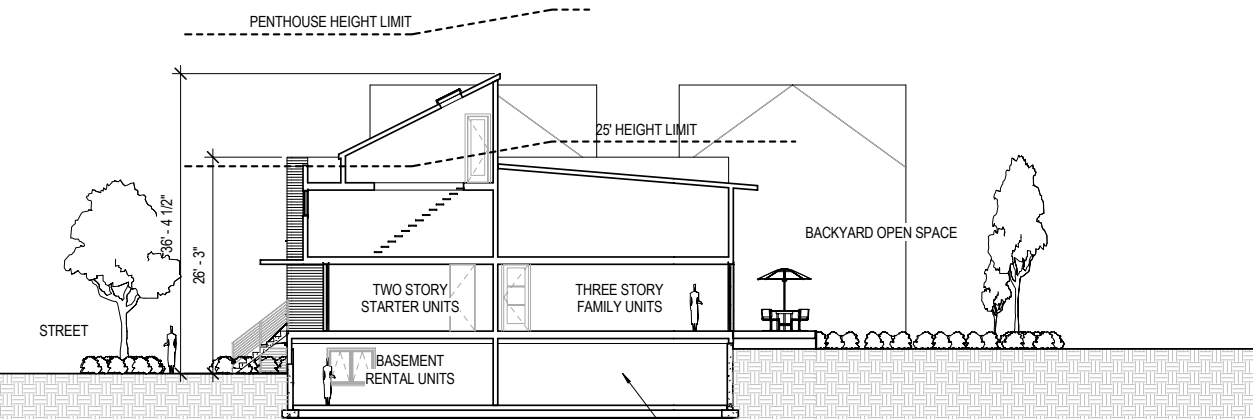 PENTHOUSE HEIGHT LIMIT
25' HEIGHT LIMIT
36' - 4 1/2"
26' - 3"
BACKYARD OPEN SPACE
TWO STORY
STARTER UNITS
THREE STORY
FAMILY UNITS
STREET
BASEMENT
RENTAL UNITS